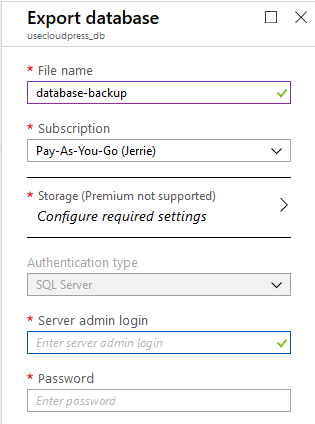 Export database
usecloudpress_db
* File name
database-backup
* Subscription
Pay-As-You-Go (Jerrie)
* Storage (Premium not supported)
Configure required settings
Authentication type
SQL Server
* Server admin login
Enter server admin login
* Password
Enter password